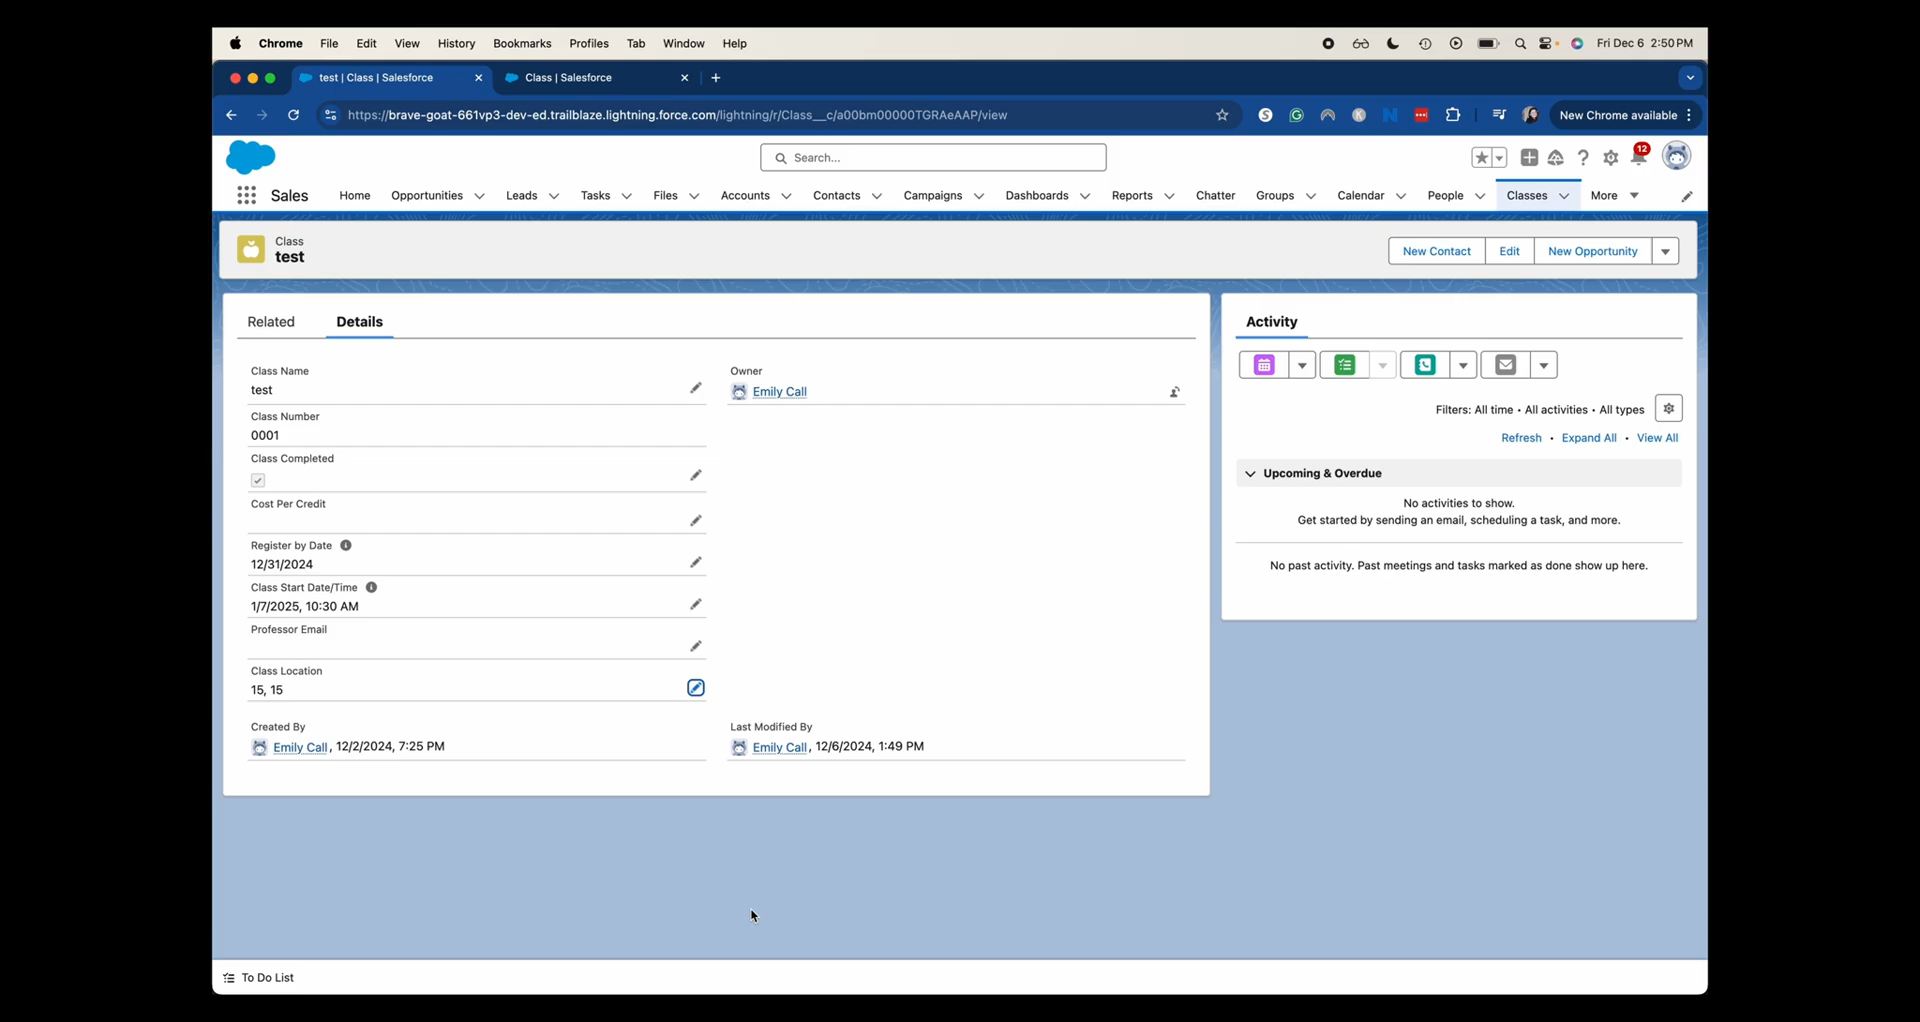 Chrome File Edit View History Bookmarks Profiles Tab Window Help Fri Dec 6 2:50 PM
test | Class | Salesforce Class | Salesforce
https://brave-goat-661vp3-dev-ed.trailblaze.lightning.force.com/lightning/r/Class__c/a00bm00000TGRAeAAP/view New Chrome available
Search... 12
Sales Home Opportunities Leads Tasks Files Accounts Contacts Campaigns Dashboards Reports Chatter Groups Calendar People Classes More
Class
test
New Contact Edit New Opportunity
Related Details
Class Name
test
Owner
Emily Call
Class Number
0001
Class Completed
Cost Per Credit
Register by Date
12/31/2024
Class Start Date/Time
1/7/2025, 10:30 AM
Professor Email
Class Location
15, 15
Created By
Emily Call, 12/2/2024, 7:25 PM
Last Modified By
Emily Call, 12/6/2024, 1:49 PM
Activity
Filters: All time • All activities • All types
Refresh • Expand All • View All
Upcoming & Overdue
No activities to show.
Get started by sending an email, scheduling a task, and more.
No past activity. Past meetings and tasks marked as done show up here.
To Do List